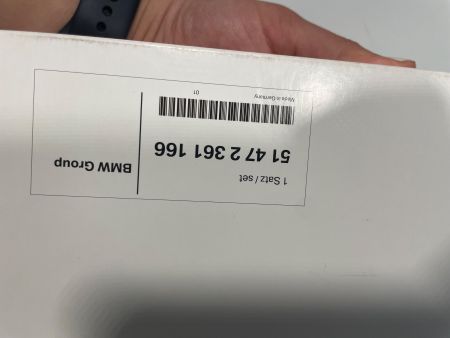 BMW Group
1 Satz / set
51 47 2 361 166
01
Made in Germany